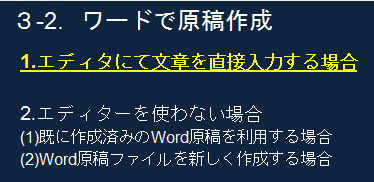 ３-2. ワードで原稿作成
1.エディタにて文章を直接入力する場合
2.エディターを使わない場合
(1)既に作成済みのWord原稿を利用する場合
(2)Word原稿ファイルを新しく作成する場合